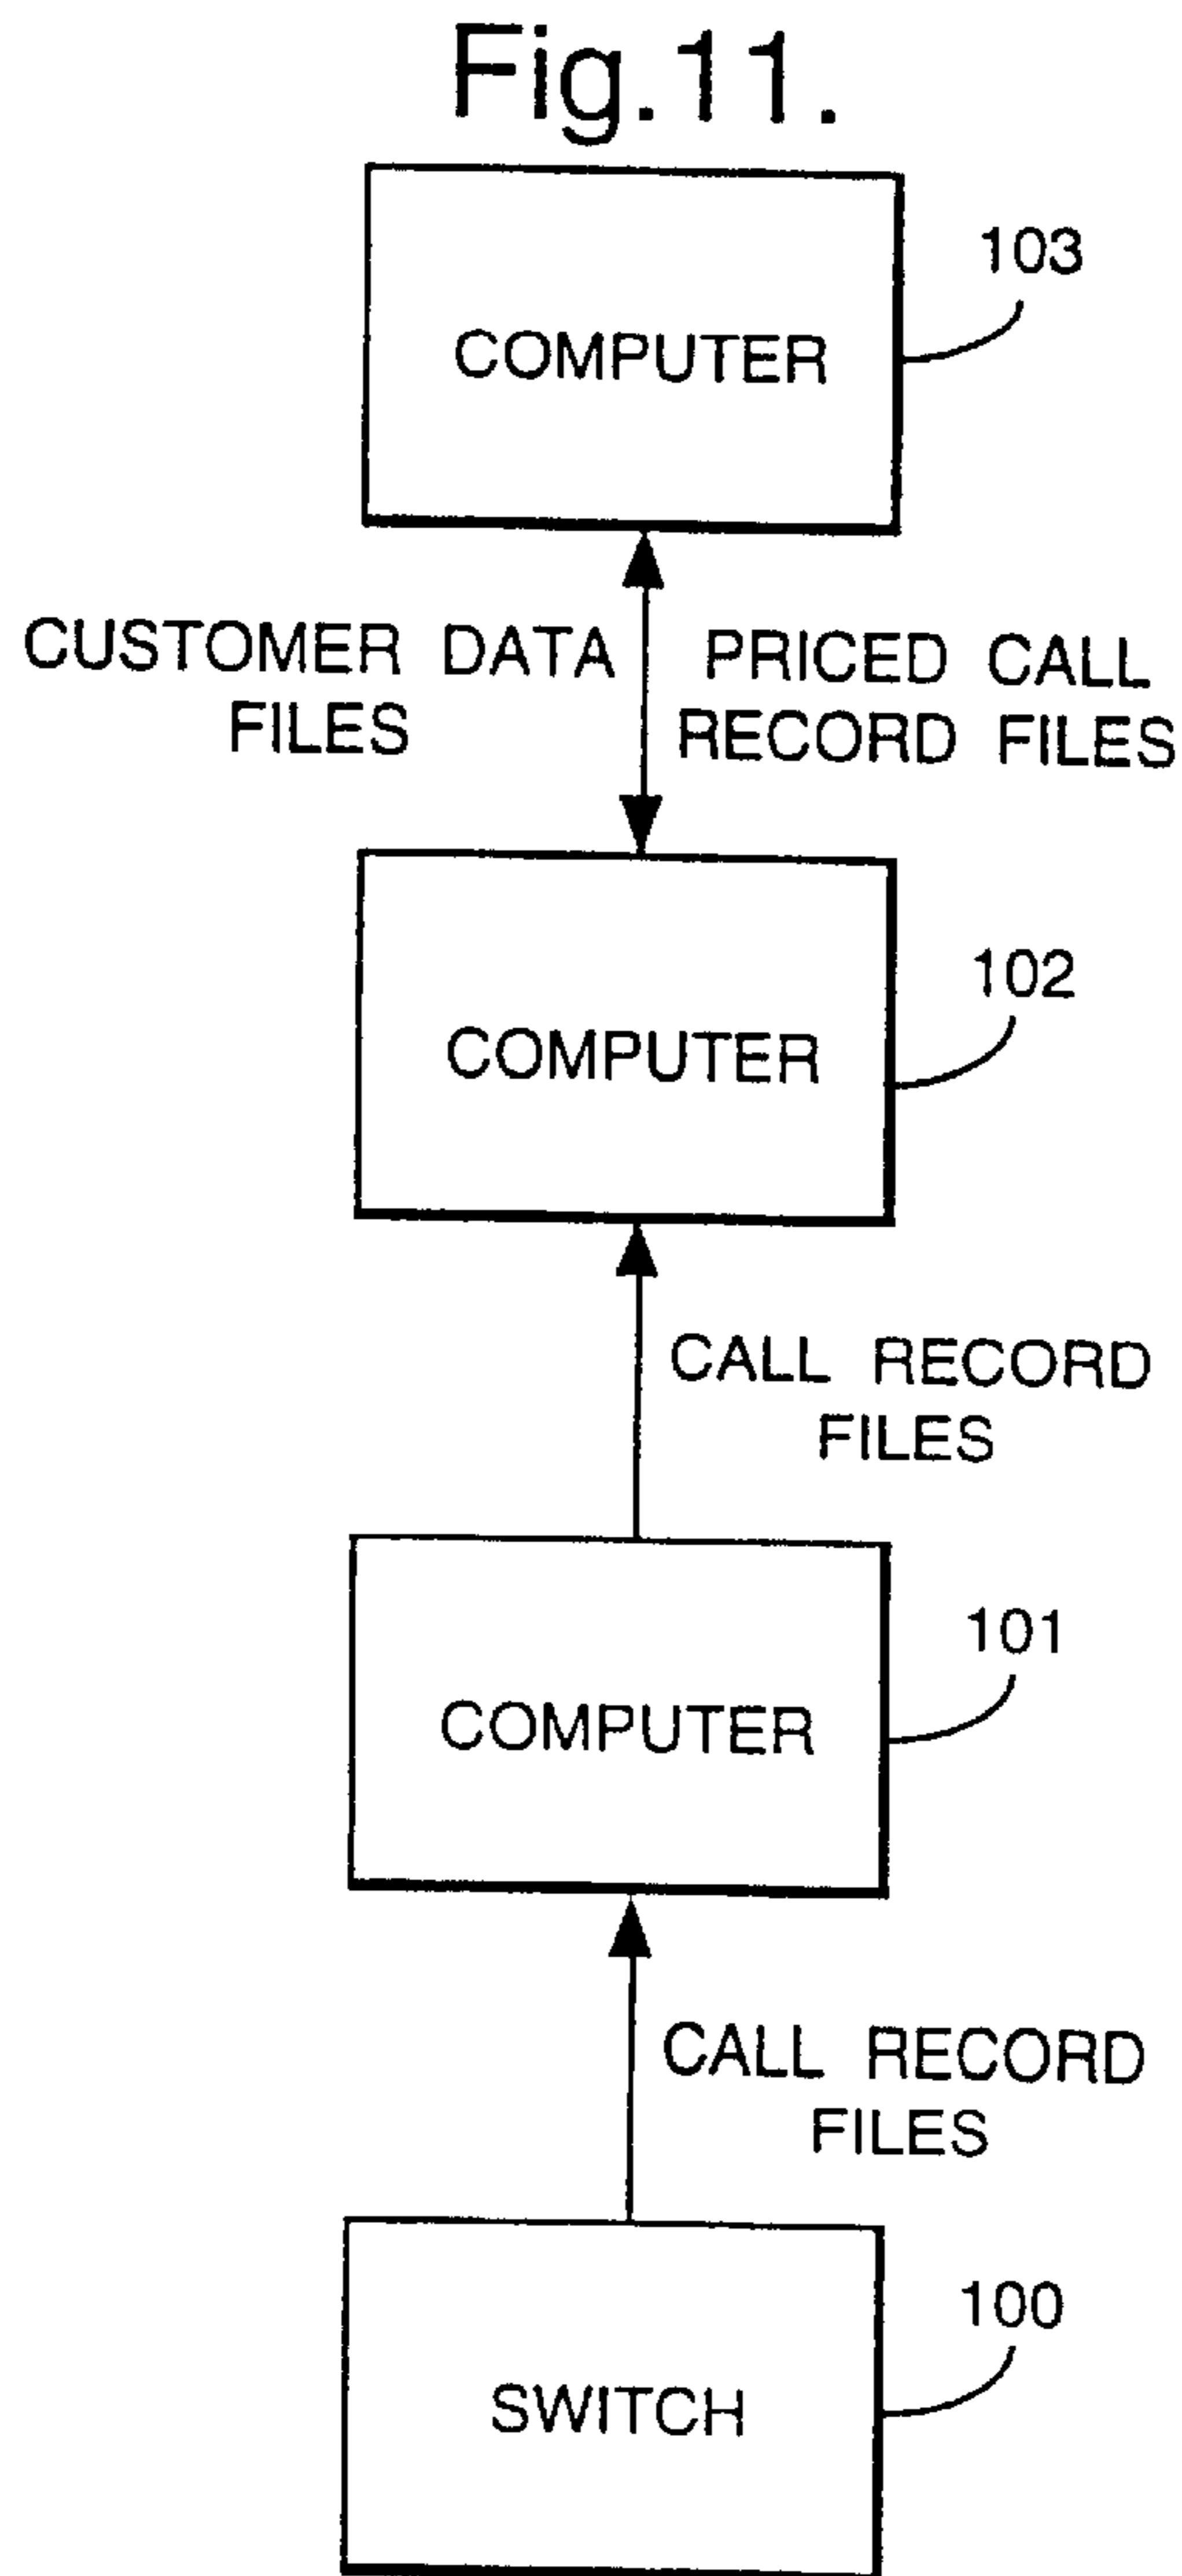 Fig.11.
103
COMPUTER
CUSTOMER DATA
FILES
PRICED CALL
RECORD FILES
102
COMPUTER
CALL RECORD
FILES
101
COMPUTER
CALL RECORD
FILES
100
SWITCH